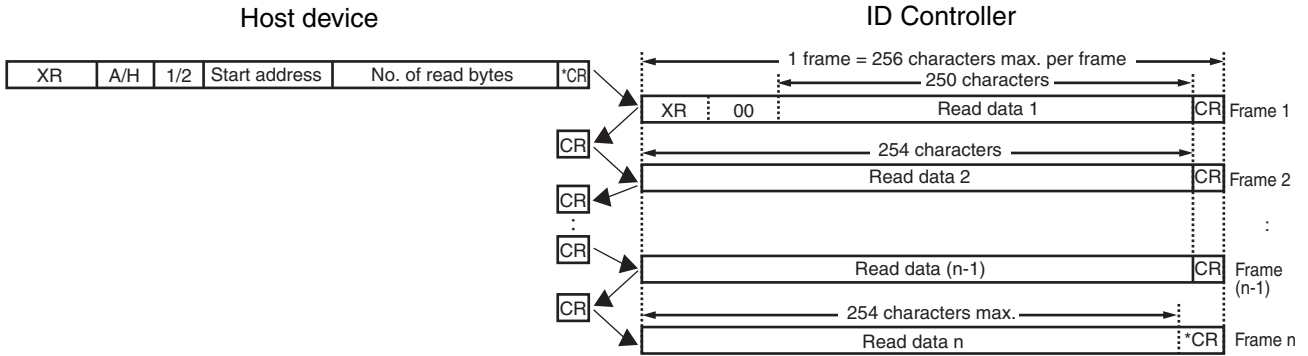 Host device
ID Controller
XR A/H 1/2 Start address No. of read bytes *CR
1 frame = 256 characters max. per frame
250 characters
XR 00 Read data 1 CR Frame 1
CR
254 characters
Read data 2 CR Frame 2
CR
:
:
CR
Read data (n-1) CR Frame
(n-1)
CR
254 characters max.
Read data n *CR Frame n